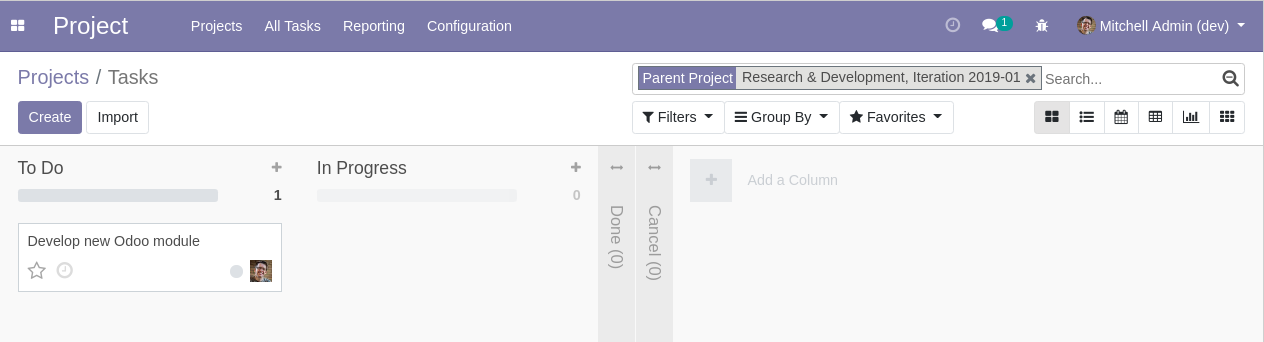 Project Projects All Tasks Reporting Configuration 1 Mitchell Admin (dev)
Projects / Tasks
Parent Project Research & Development, Iteration 2019-01 Search...
Create Import Filters Group By Favorites
To Do In Progress
1 0
Add a Column
Done (0)
Cancel (0)
Develop new Odoo module